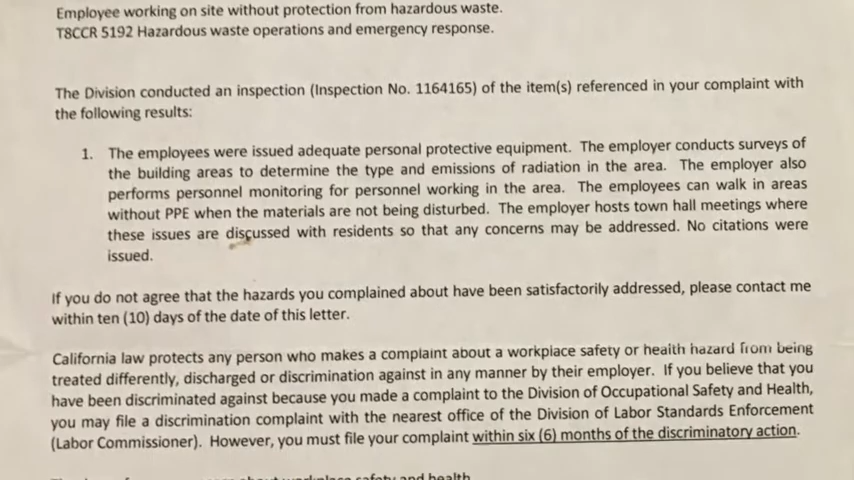 Employee working on site without protection from hazardous waste.
T8CCR 5192 Hazardous waste operations and emergency response.
The Division conducted an inspection (Inspection No. 1164165) of the item(s) referenced in your complaint with
the following results:
1. The employees were issued adequate personal protective equipment. The employer conducts surveys of
the building areas to determine the type and emissions of radiation in the area. The employer also
performs personnel monitoring for personnel working in the area. The employees can walk in areas
without PPE when the materials are not being disturbed. The employer hosts town hall meetings where
these issues are discussed with residents so that any concerns may be addressed. No citations were
issued.
If you do not agree that the hazards you complained about have been satisfactorily addressed, please contact me
within ten (10) days of the date of this letter.
California law protects any person who makes a complaint about a workplace safety or health hazard from being
treated differently, discharged or discrimination against in any manner by their employer. If you believe that you
have been discriminated against because you made a complaint to the Division of Occupational Safety and Health,
you may file a discrimination complaint with the nearest office of the Division of Labor Standards Enforcement
(Labor Commissioner). However, you must file your complaint within six (6) months of the discriminatory action.
about workplace safety and health